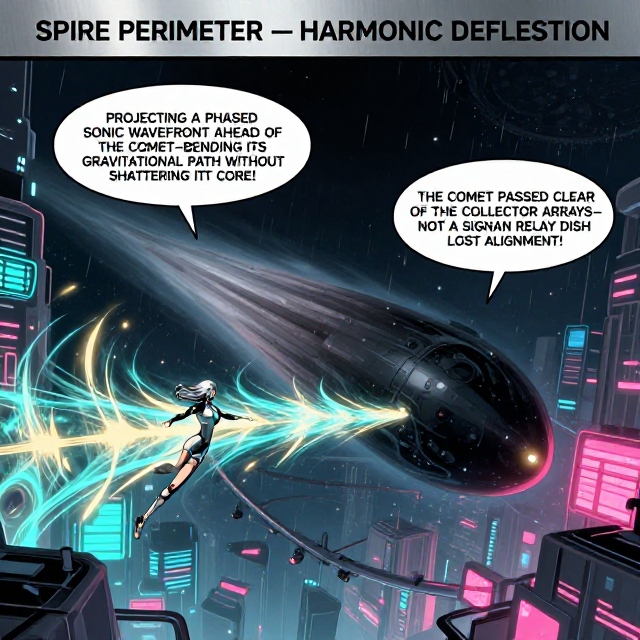 SPIRE PERIMETER — HARMONIC DEFLESTION
PROJECTING A PHASED
SONIC WAVEFRONT AHEAD OF
THE COMET—BENDING ITS
GRAVITATIONAL PATH WITHOUT
SHATTERING ITT CORE!
THE COMET PASSED CLEAR
OF THE COLLECTOR ARRAYS—
NOT A SIGNAN RELAY DISH
LOST ALIGNMENT!